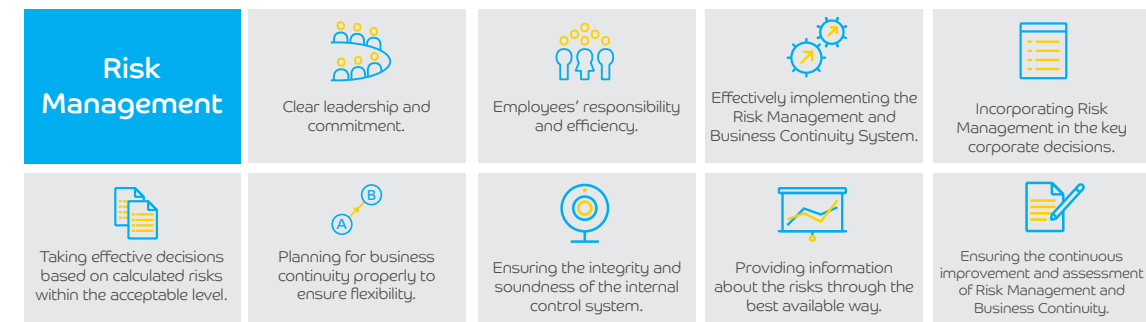 Risk
Management
Clear leadership and
commitment.
Employees' responsibility
and efficiency.
Effectively implementing the
Risk Management and
Business Continuity System.
Incorporating Risk
Management in the key
corporate decisions.
Taking effective decisions
based on calculated risks
within the acceptable level.
A
B
Planning for business
continuity properly to
ensure flexibility.
Ensuring the integrity and
soundness of the internal
control system.
Providing information
about the risks through the
best available way.
Ensuring the continuous
improvement and assessment
of Risk Management and
Business Continuity.